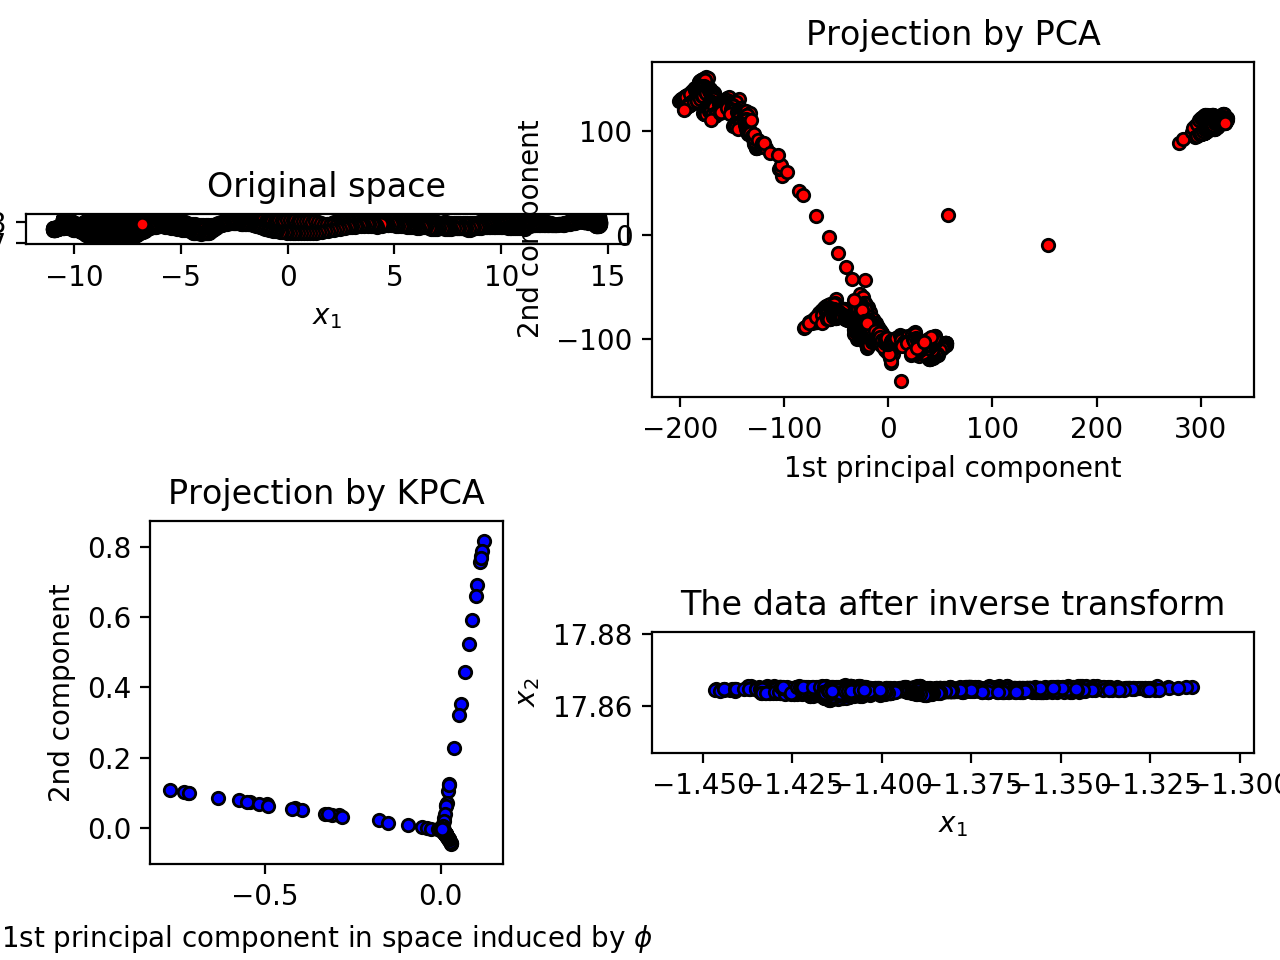 Projection by PCA
100
0
−100
2nd component
−200 −100 0 100 200 300
1st principal component
Original space
−10 −5 0 5 10 15
x₁
Projection by KPCA
0.8
0.6
0.4
0.2
0.0
2nd component
−0.5 0.0
1st principal component in space induced by ϕ
The data after inverse transform
17.88
17.86
x₂
−1.450 −1.425 −1.400 −1.375 −1.350 −1.325 −1.300
x₁